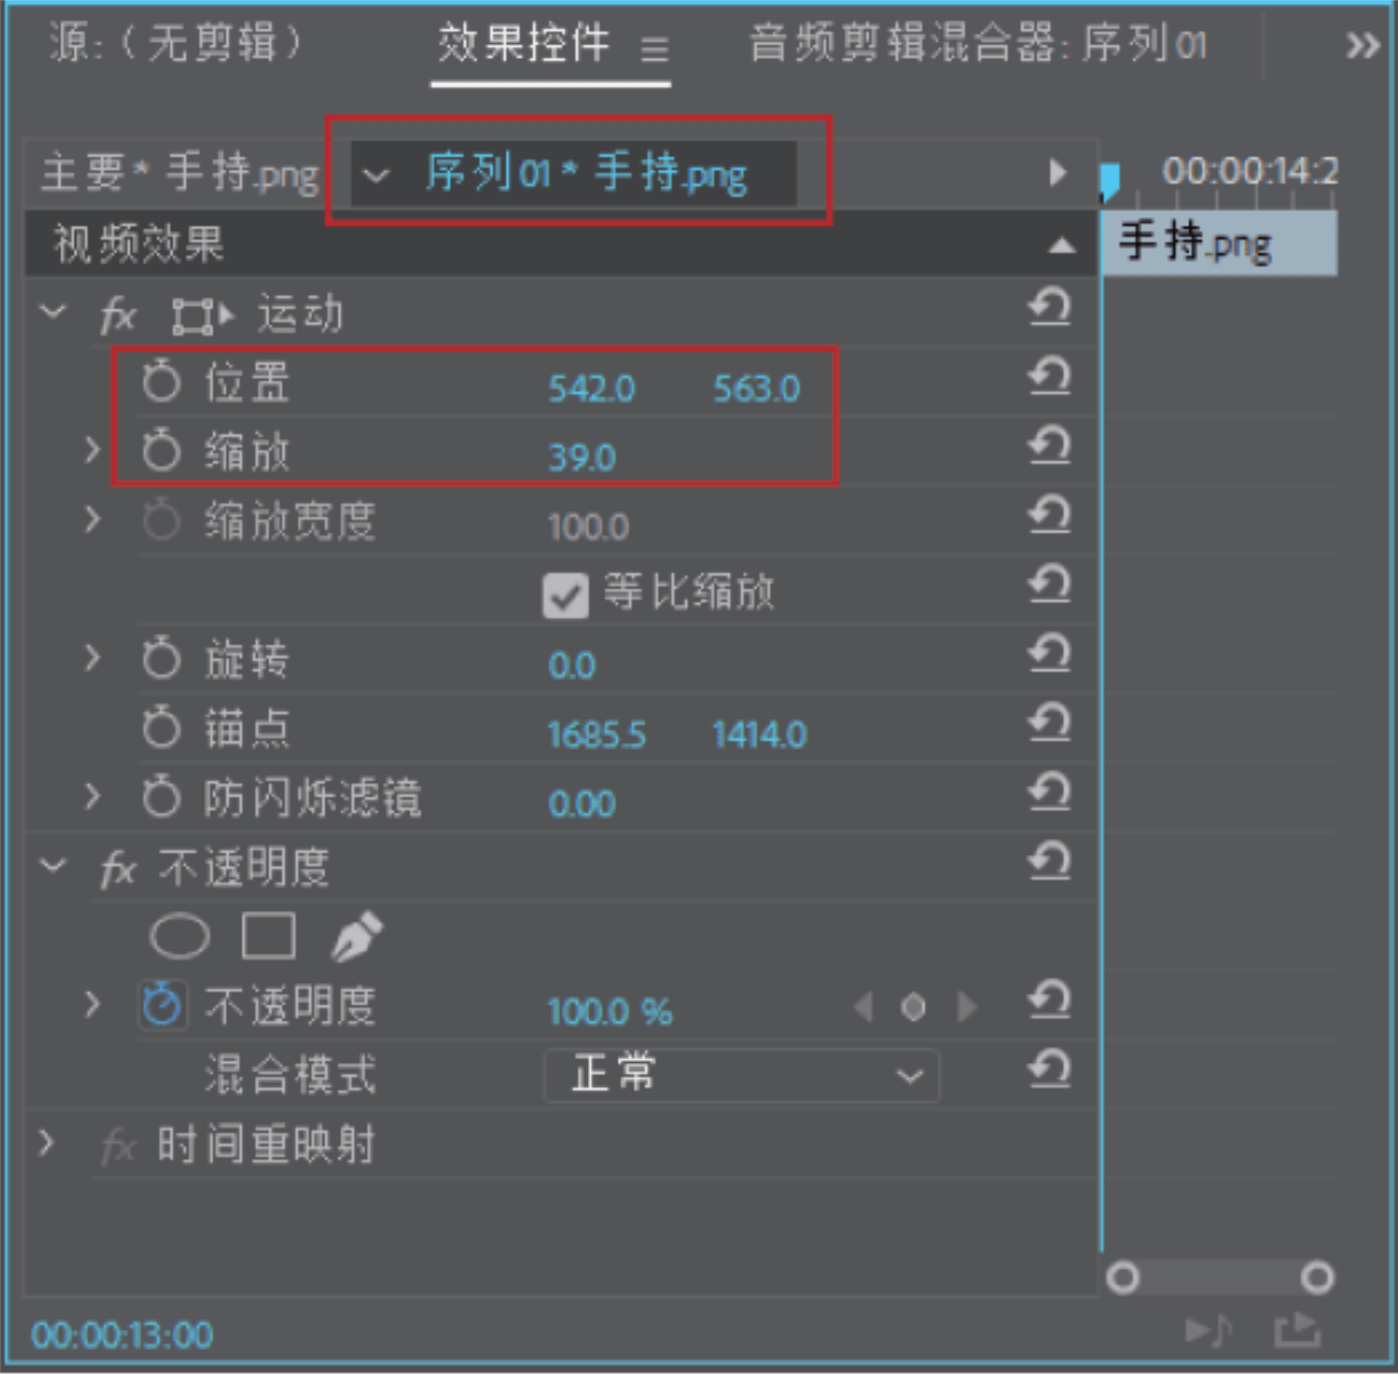 源:（无剪辑） 效果控件 音频剪辑混合器: 序列 01
主要* 手持.png 序列 01 * 手持.png 00:00:14:2
视频效果 手持.png
fx 运动
位置 542.0 563.0
缩放 39.0
缩放宽度 100.0
等比缩放
旋转 0.0
锚点 1685.5 1414.0
防闪烁滤镜 0.00
fx 不透明度
不透明度 100.0 %
混合模式 正常
fx 时间重映射
00:00:13:00